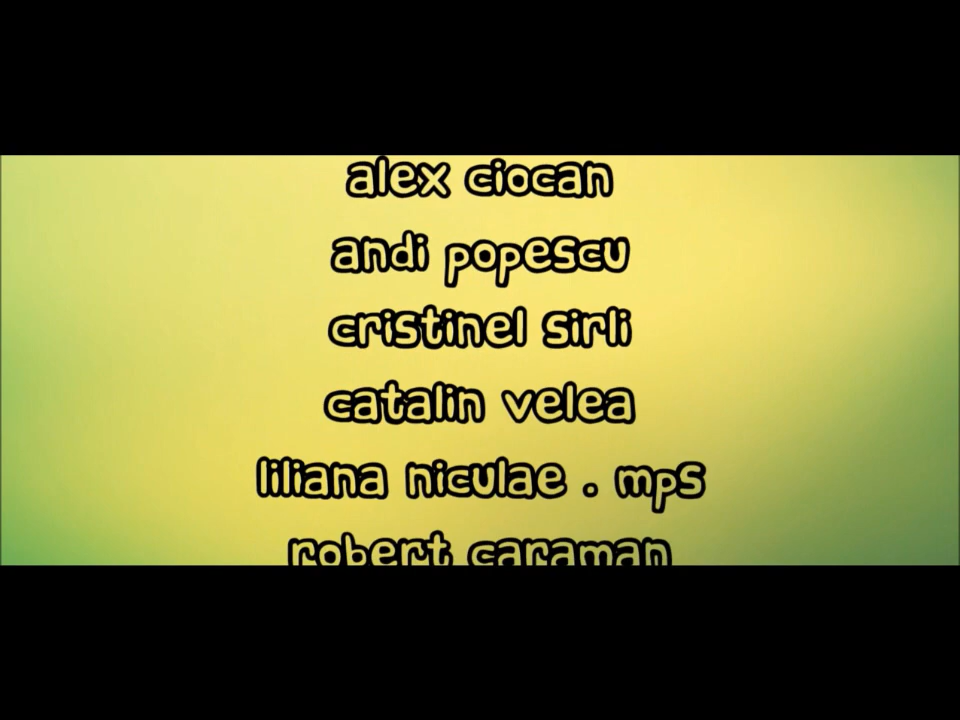 alex ciocan
andi popescu
cristinel sirli
catalin velea
liliana niculae . mps
robert caraman